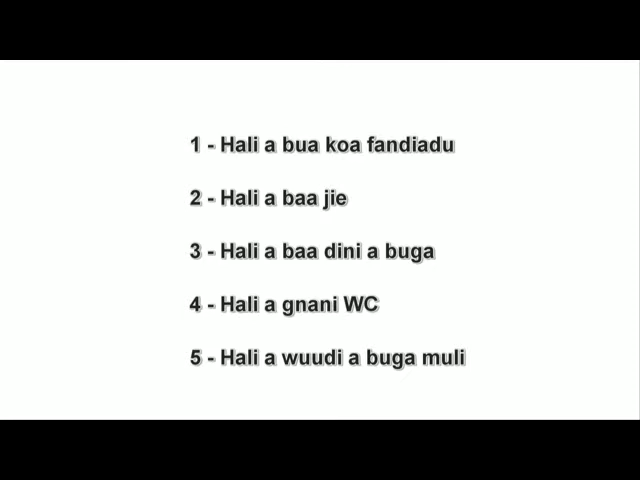 1 - Hali a bua koa fandiadu
2 - Hali a baa jie
3 - Hali a baa dini a buga
4 - Hali a gnani WC
5 - Hali a wuudi a buga muli